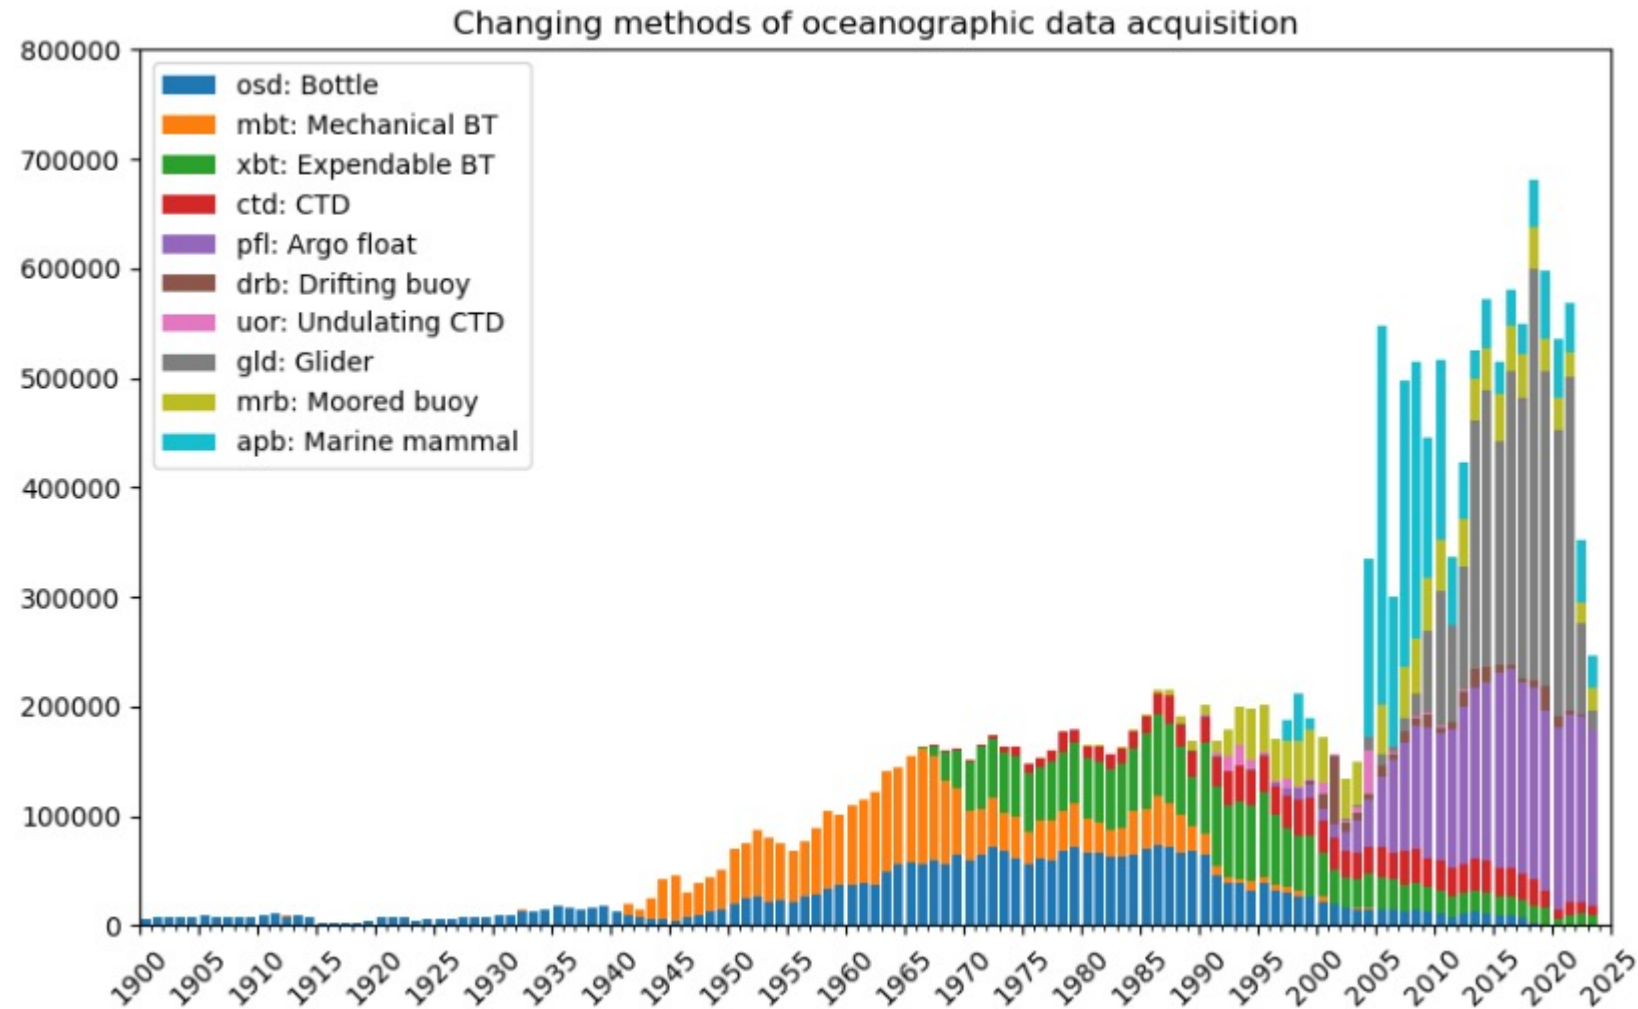 Changing methods of oceanographic data acquisition
800000
700000
600000
500000
400000
300000
200000
100000
0
osd: Bottle
mbt: Mechanical BT
xbt: Expendable BT
ctd: CTD
pfl: Argo float
drb: Drifting buoy
uor: Undulating CTD
gld: Glider
mrb: Moored buoy
apb: Marine mammal
1900 1905 1910 1915 1920 1925 1930 1935 1940 1945 1950 1955 1960 1965 1970 1975 1980 1985 1990 1995 2000 2005 2010 2015 2020 2025